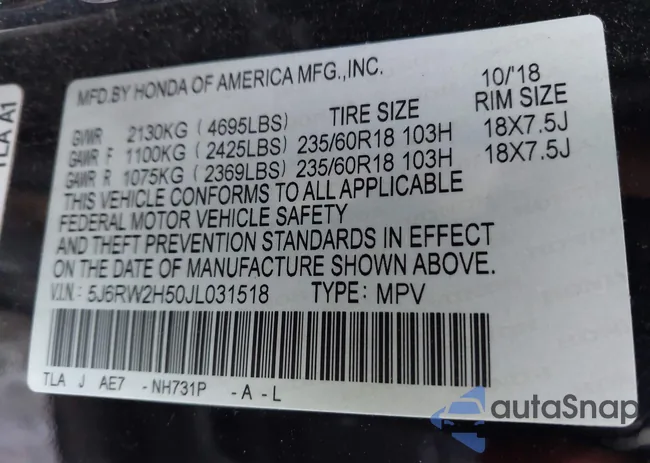 TLA A1
MFD.BY HONDA OF AMERICA MFG.,INC. 10/'18
TIRE SIZE RIM SIZE
GVWR 2130KG ( 4695LBS)
GAWR F 1100KG ( 2425LBS) 235/60R18 103H 18X7.5J
GAWR R 1075KG ( 2369LBS) 235/60R18 103H 18X7.5J
THIS VEHICLE CONFORMS TO ALL APPLICABLE
FEDERAL MOTOR VEHICLE SAFETY
AND THEFT PREVENTION STANDARDS IN EFFECT
ON THE DATE OF MANUFACTURE SHOWN ABOVE.
V.I.N.: 5J6RW2H50JL031518 TYPE: MPV
TLA J AE7 - NH731P - A - L
autoSnap